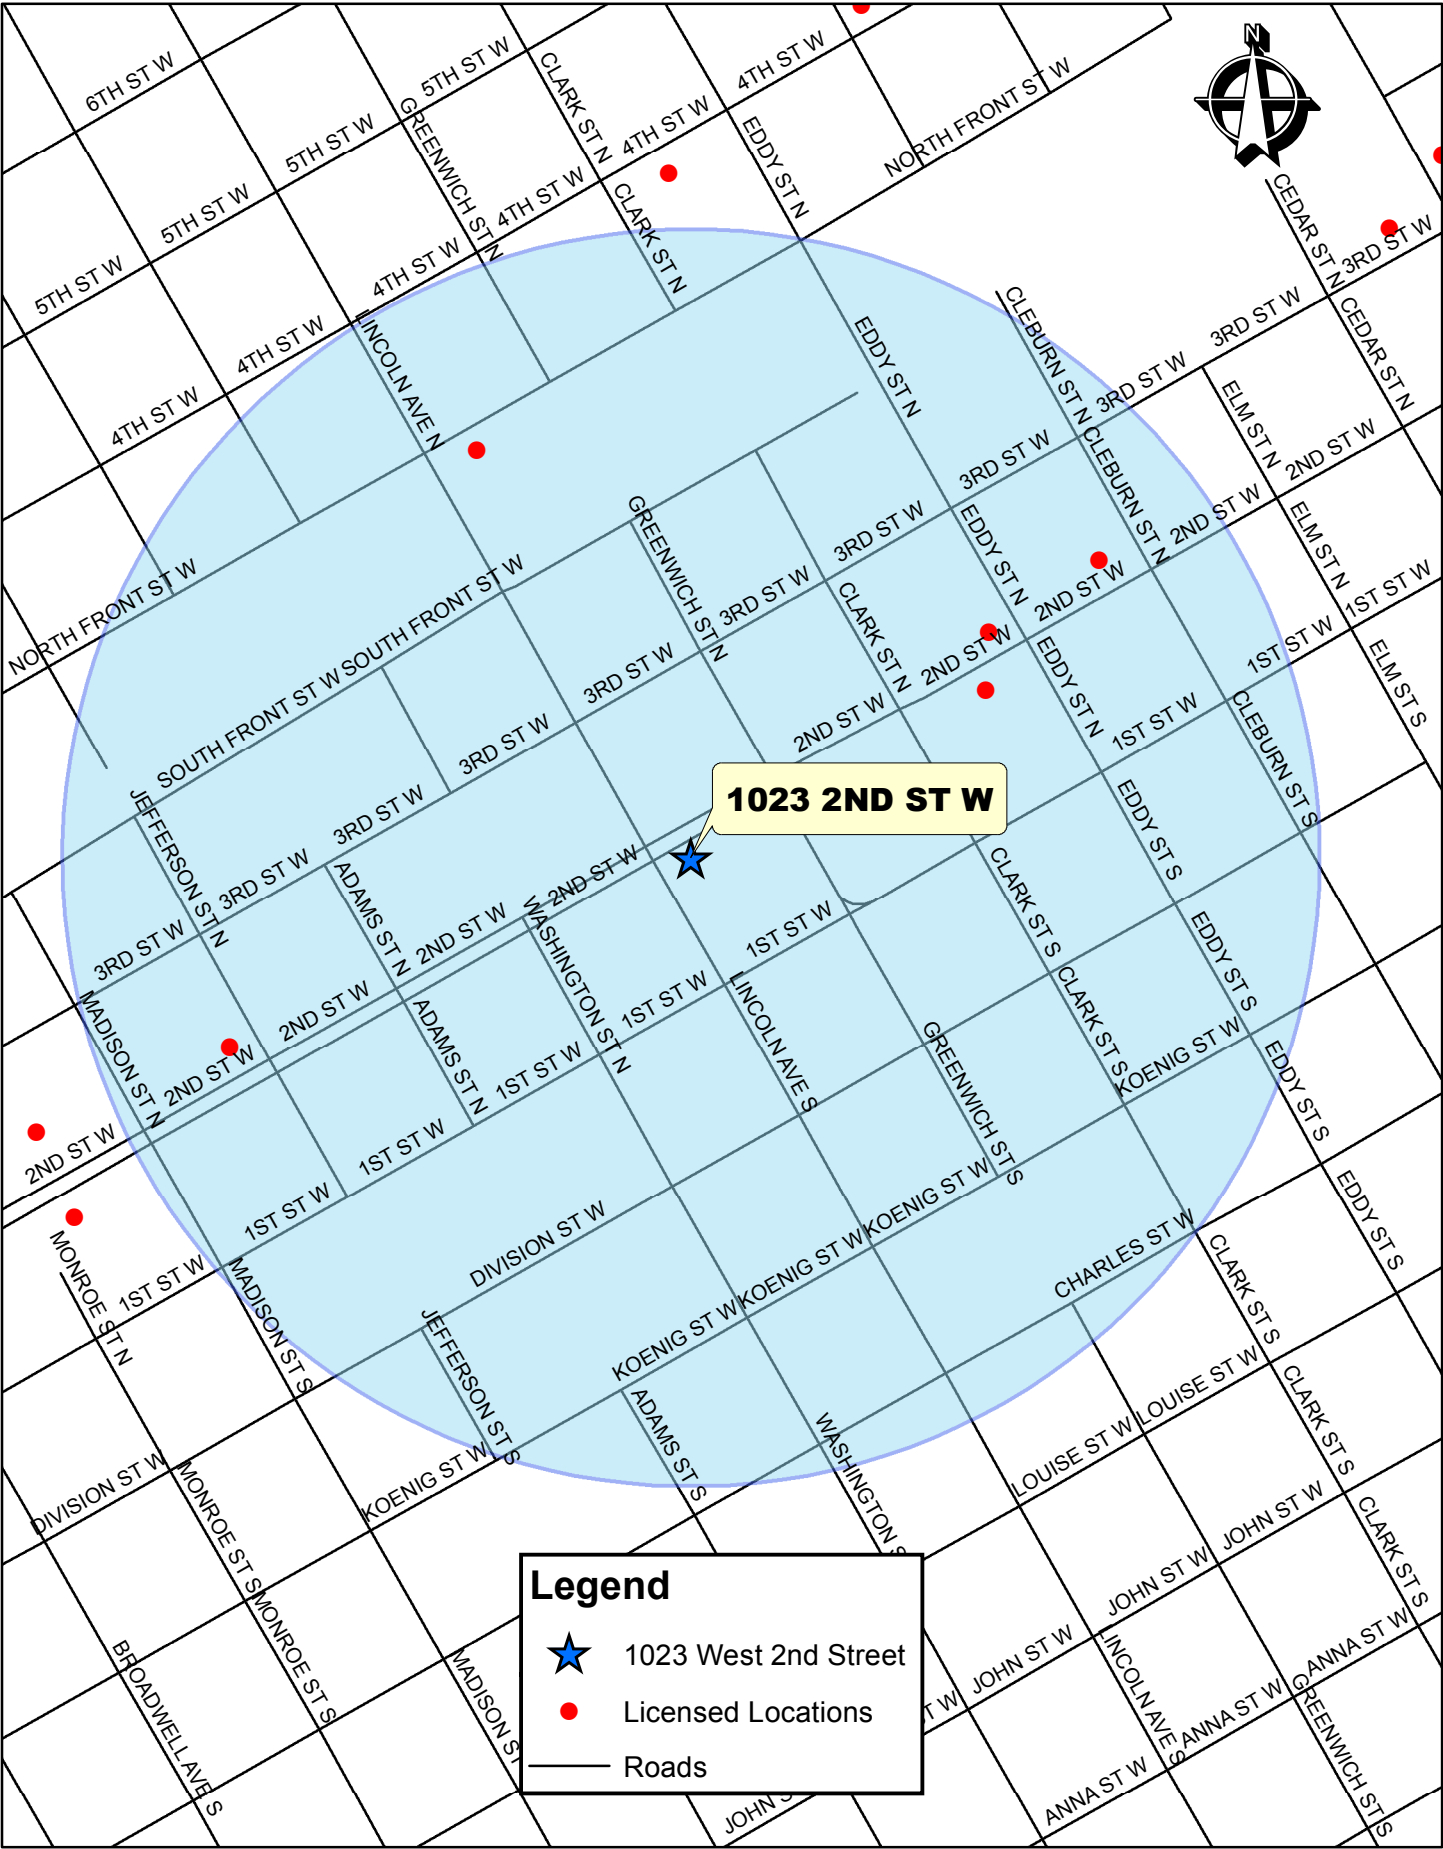 N
6TH ST W
5TH ST W
5TH ST W
5TH ST W
5TH ST W
GREENWICH ST N
CLARK ST N
4TH ST W
4TH ST W
4TH ST W
4TH ST W
4TH ST W
4TH ST W
EDDY ST N
NORTH FRONT ST W
CLARK ST N
LINCOLN AVE N
CEDAR ST N
3RD ST W
3RD ST W
CEDAR ST N
CLEBURN ST N
EDDY ST N
3RD ST W
ELM ST N
2ND ST W
CLEBURN ST N
3RD ST W
2ND ST W
ELM ST N
1ST ST W
GREENWICH ST N
3RD ST W
EDDY ST N
NORTH FRONT ST W
SOUTH FRONT ST W
SOUTH FRONT ST W
3RD ST W
CLARK ST N
2ND ST W
2ND ST W
1ST ST W
ELM ST S
3RD ST W
EDDY ST N
2ND ST W
1ST ST W
CLEBURN ST S
3RD ST W
1023 2ND ST W
JEFFERSON ST N
3RD ST W
3RD ST W
3RD ST W
ADAMS ST N
2ND ST W
EDDY ST S
CLARK ST S
WASHINGTON ST N
2ND ST W
1ST ST W
EDDY ST S
MADISON ST N
2ND ST W
ADAMS ST N
1ST ST W
LINCOLN AVE S
CLARK ST S
2ND ST W
1ST ST W
GREENWICH ST S
KOENIG ST W
EDDY ST S
2ND ST W
1ST ST W
1ST ST W
DIVISION ST W
KOENIG ST W
EDDY ST S
MONROE ST N
1ST ST W
MADISON ST S
KOENIG ST W
CHARLES ST W
CLARK ST S
JEFFERSON ST S
KOENIG ST W
ADAMS ST S
LOUISE ST W
CLARK ST S
WASHINGTON S
LOUISE ST W
DIVISION ST W
KOENIG ST W
MONROE ST S
JOHN ST W
CLARK ST S
JOHN ST W
MONROE ST S
BROADWELL AVE S
MADISON ST
JOHN ST W
T W
LINCOLN AVE S
ANNA ST W
ANNA ST W
GREENWICH ST S
ANNA ST W
JOHN S
Legend
1023 West 2nd Street
Licensed Locations
Roads